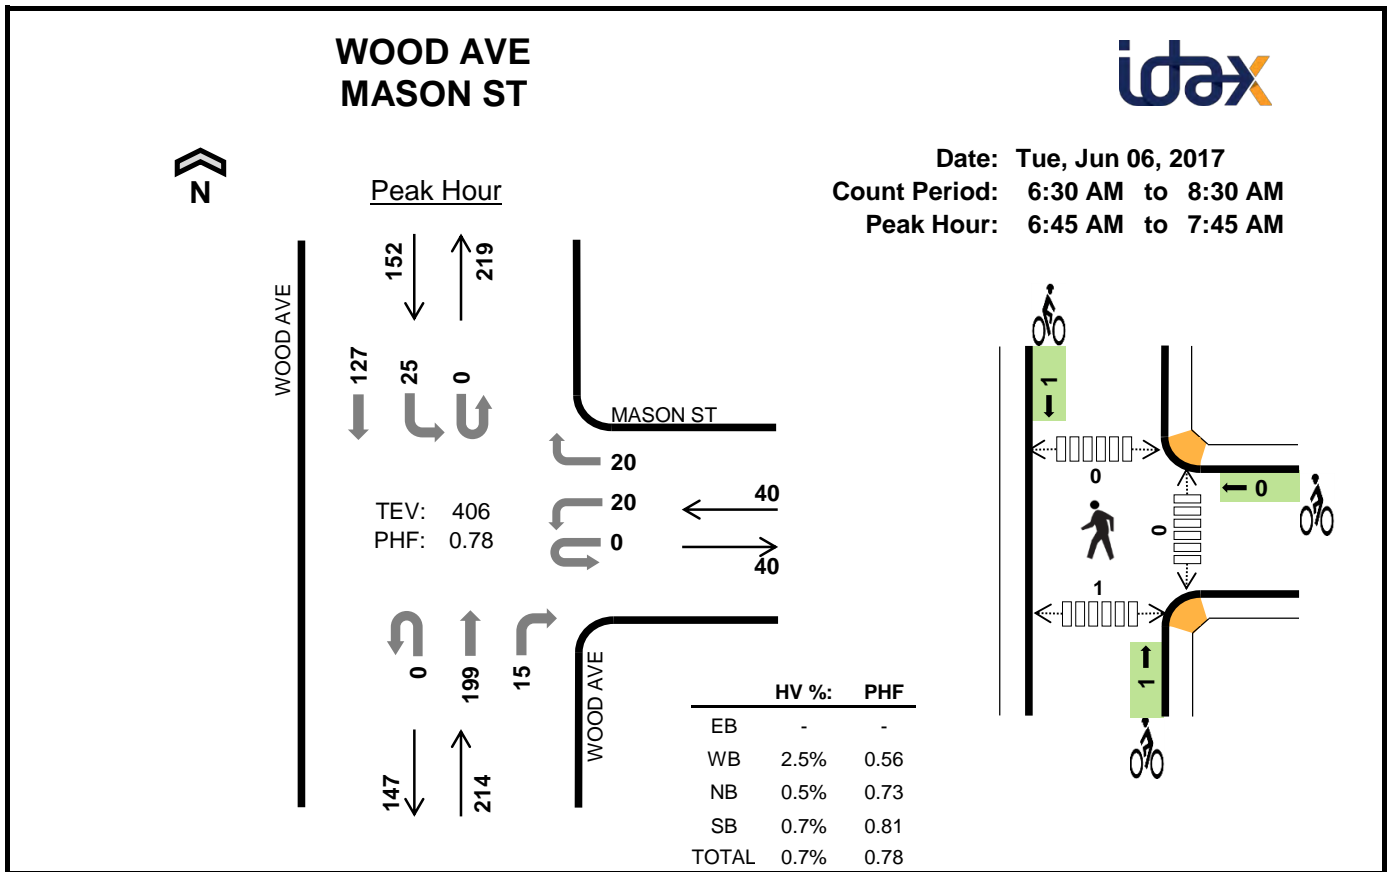 WOOD AVE
MASON ST
idax
Date: Tue, Jun 06, 2017
Count Period: 6:30 AM to 8:30 AM
Peak Hour: 6:45 AM to 7:45 AM
N
Peak Hour
152
219
WOOD AVE
127
25
0
MASON ST
20
20
0
40
40
TEV: 406
PHF: 0.78
0
199
15
WOOD AVE
147
214
HV %: PHF
EB - -
WB 2.5% 0.56
NB 0.5% 0.73
SB 0.7% 0.81
TOTAL 0.7% 0.78
1
0
0
0
1
1